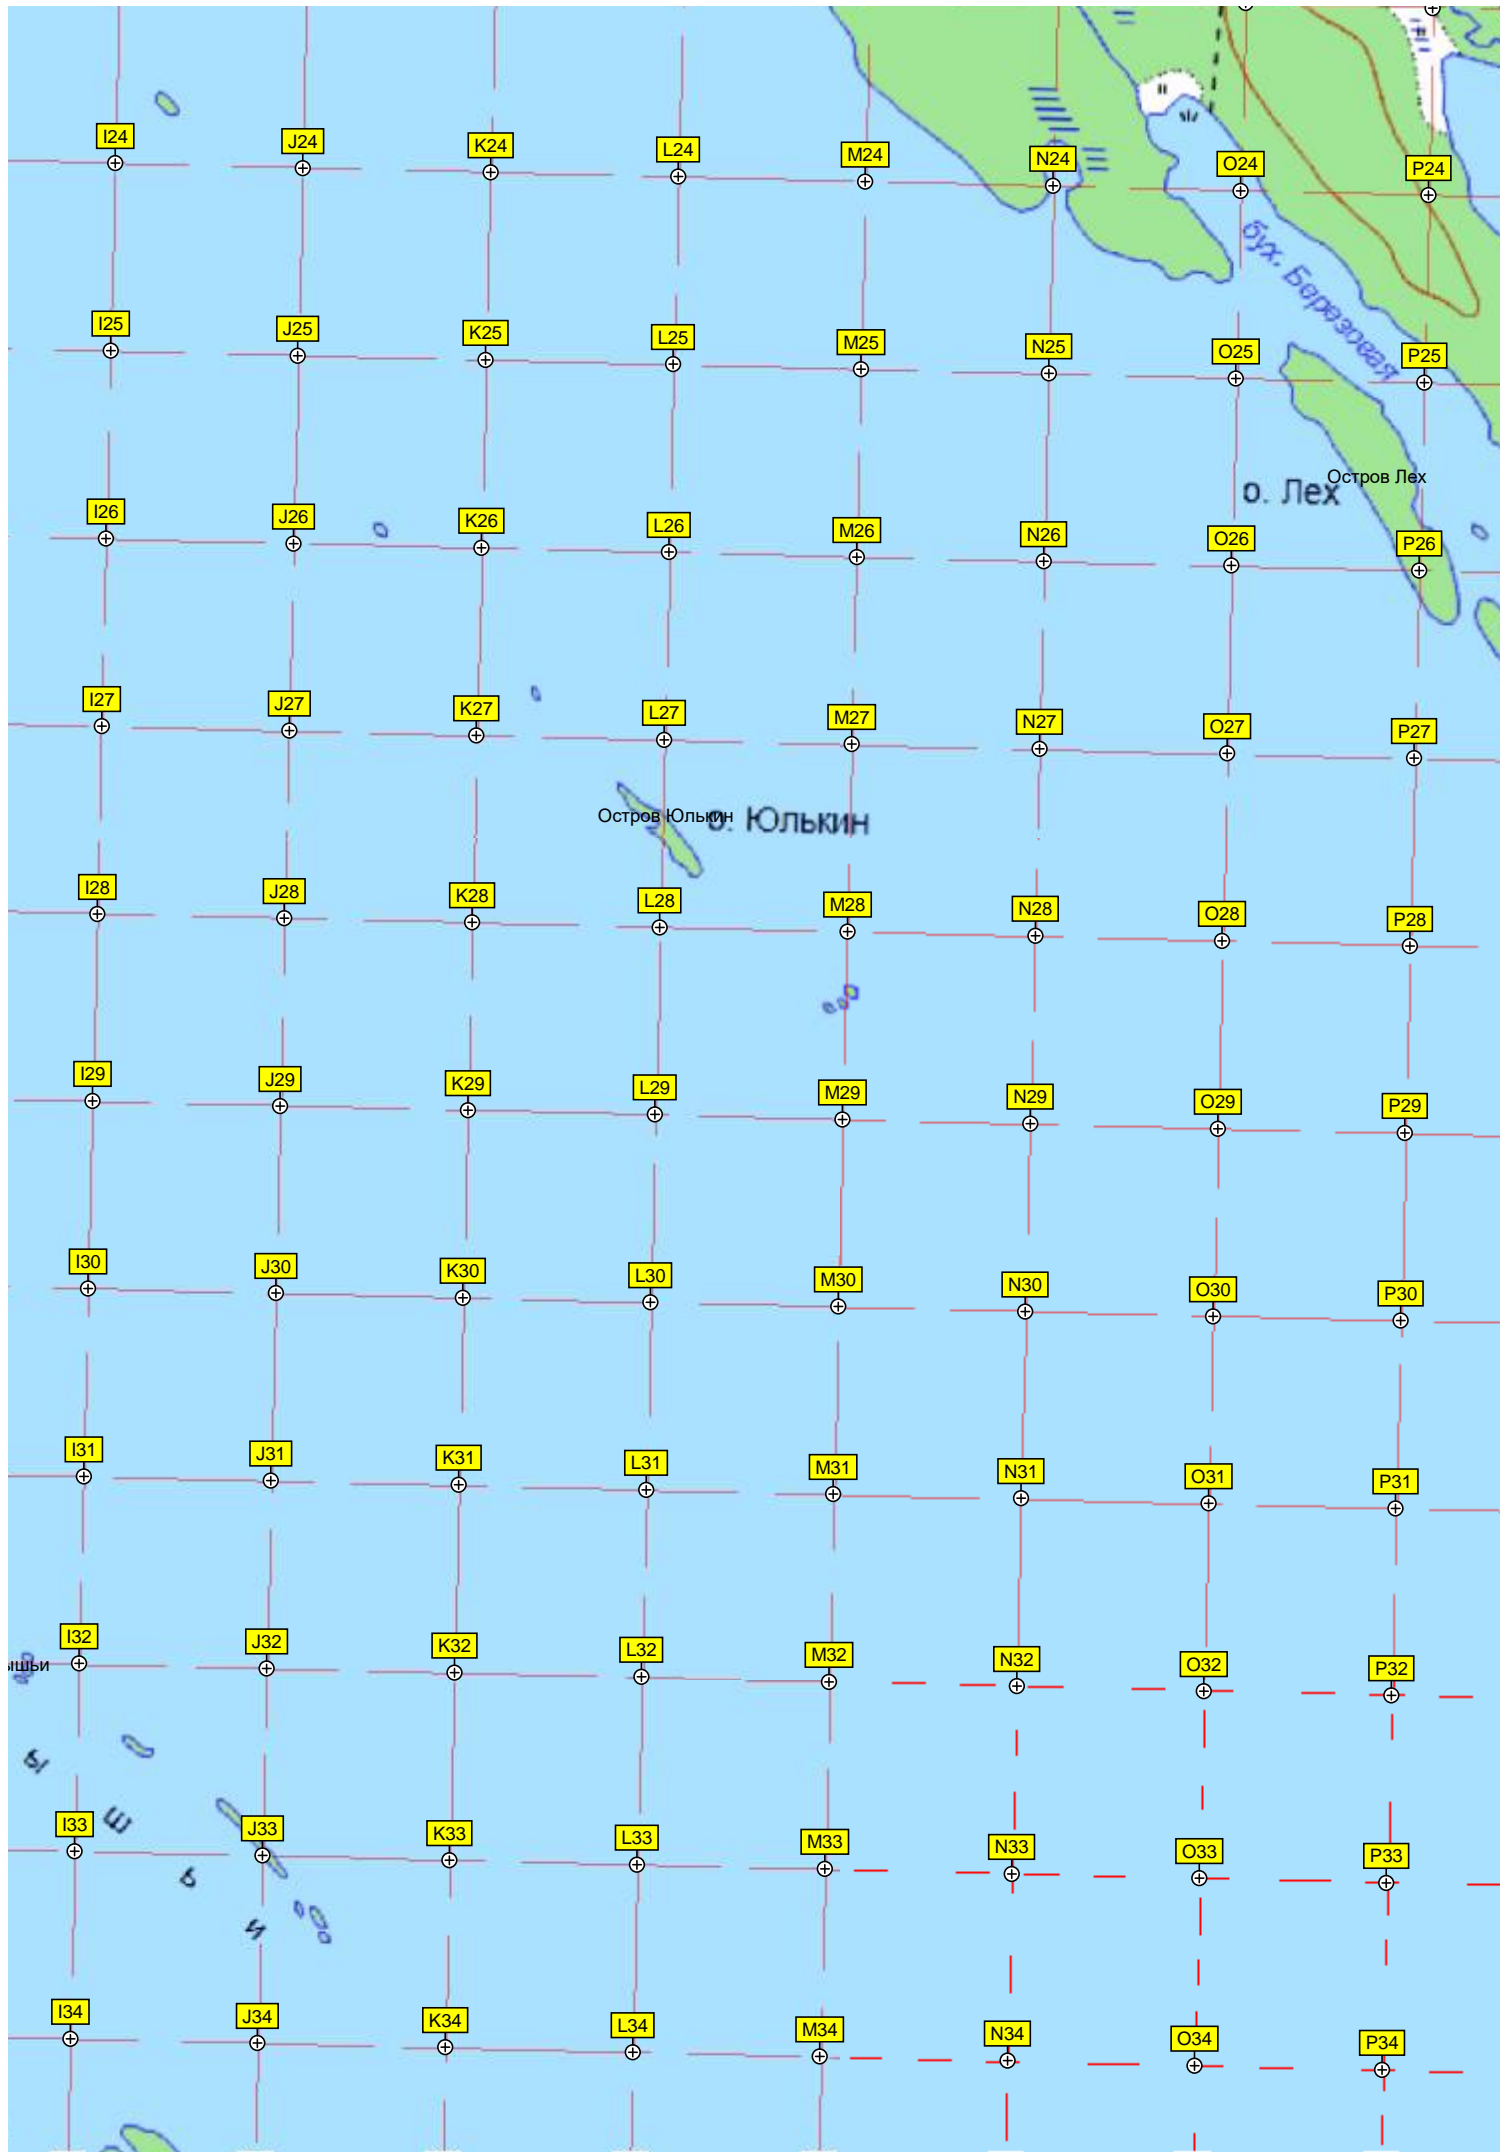 I24 J24 K24 L24 M24 N24 O24 P24
бух. Березовая
I25 J25 K25 L25 M25 N25 O25 P25
Остров Лех
о. Лех
I26 J26 K26 L26 M26 N26 O26 P26
I27 J27 K27 L27 M27 N27 O27 P27
Остров Юлькин
о. Юлькин
I28 J28 K28 L28 M28 N28 O28 P28
I29 J29 K29 L29 M29 N29 O29 P29
I30 J30 K30 L30 M30 N30 O30 P30
I31 J31 K31 L31 M31 N31 O31 P31
I32 J32 K32 L32 M32 N32 O32 P32
ышьи
ы ш ь и
I33 J33 K33 L33 M33 N33 O33 P33
I34 J34 K34 L34 M34 N34 O34 P34